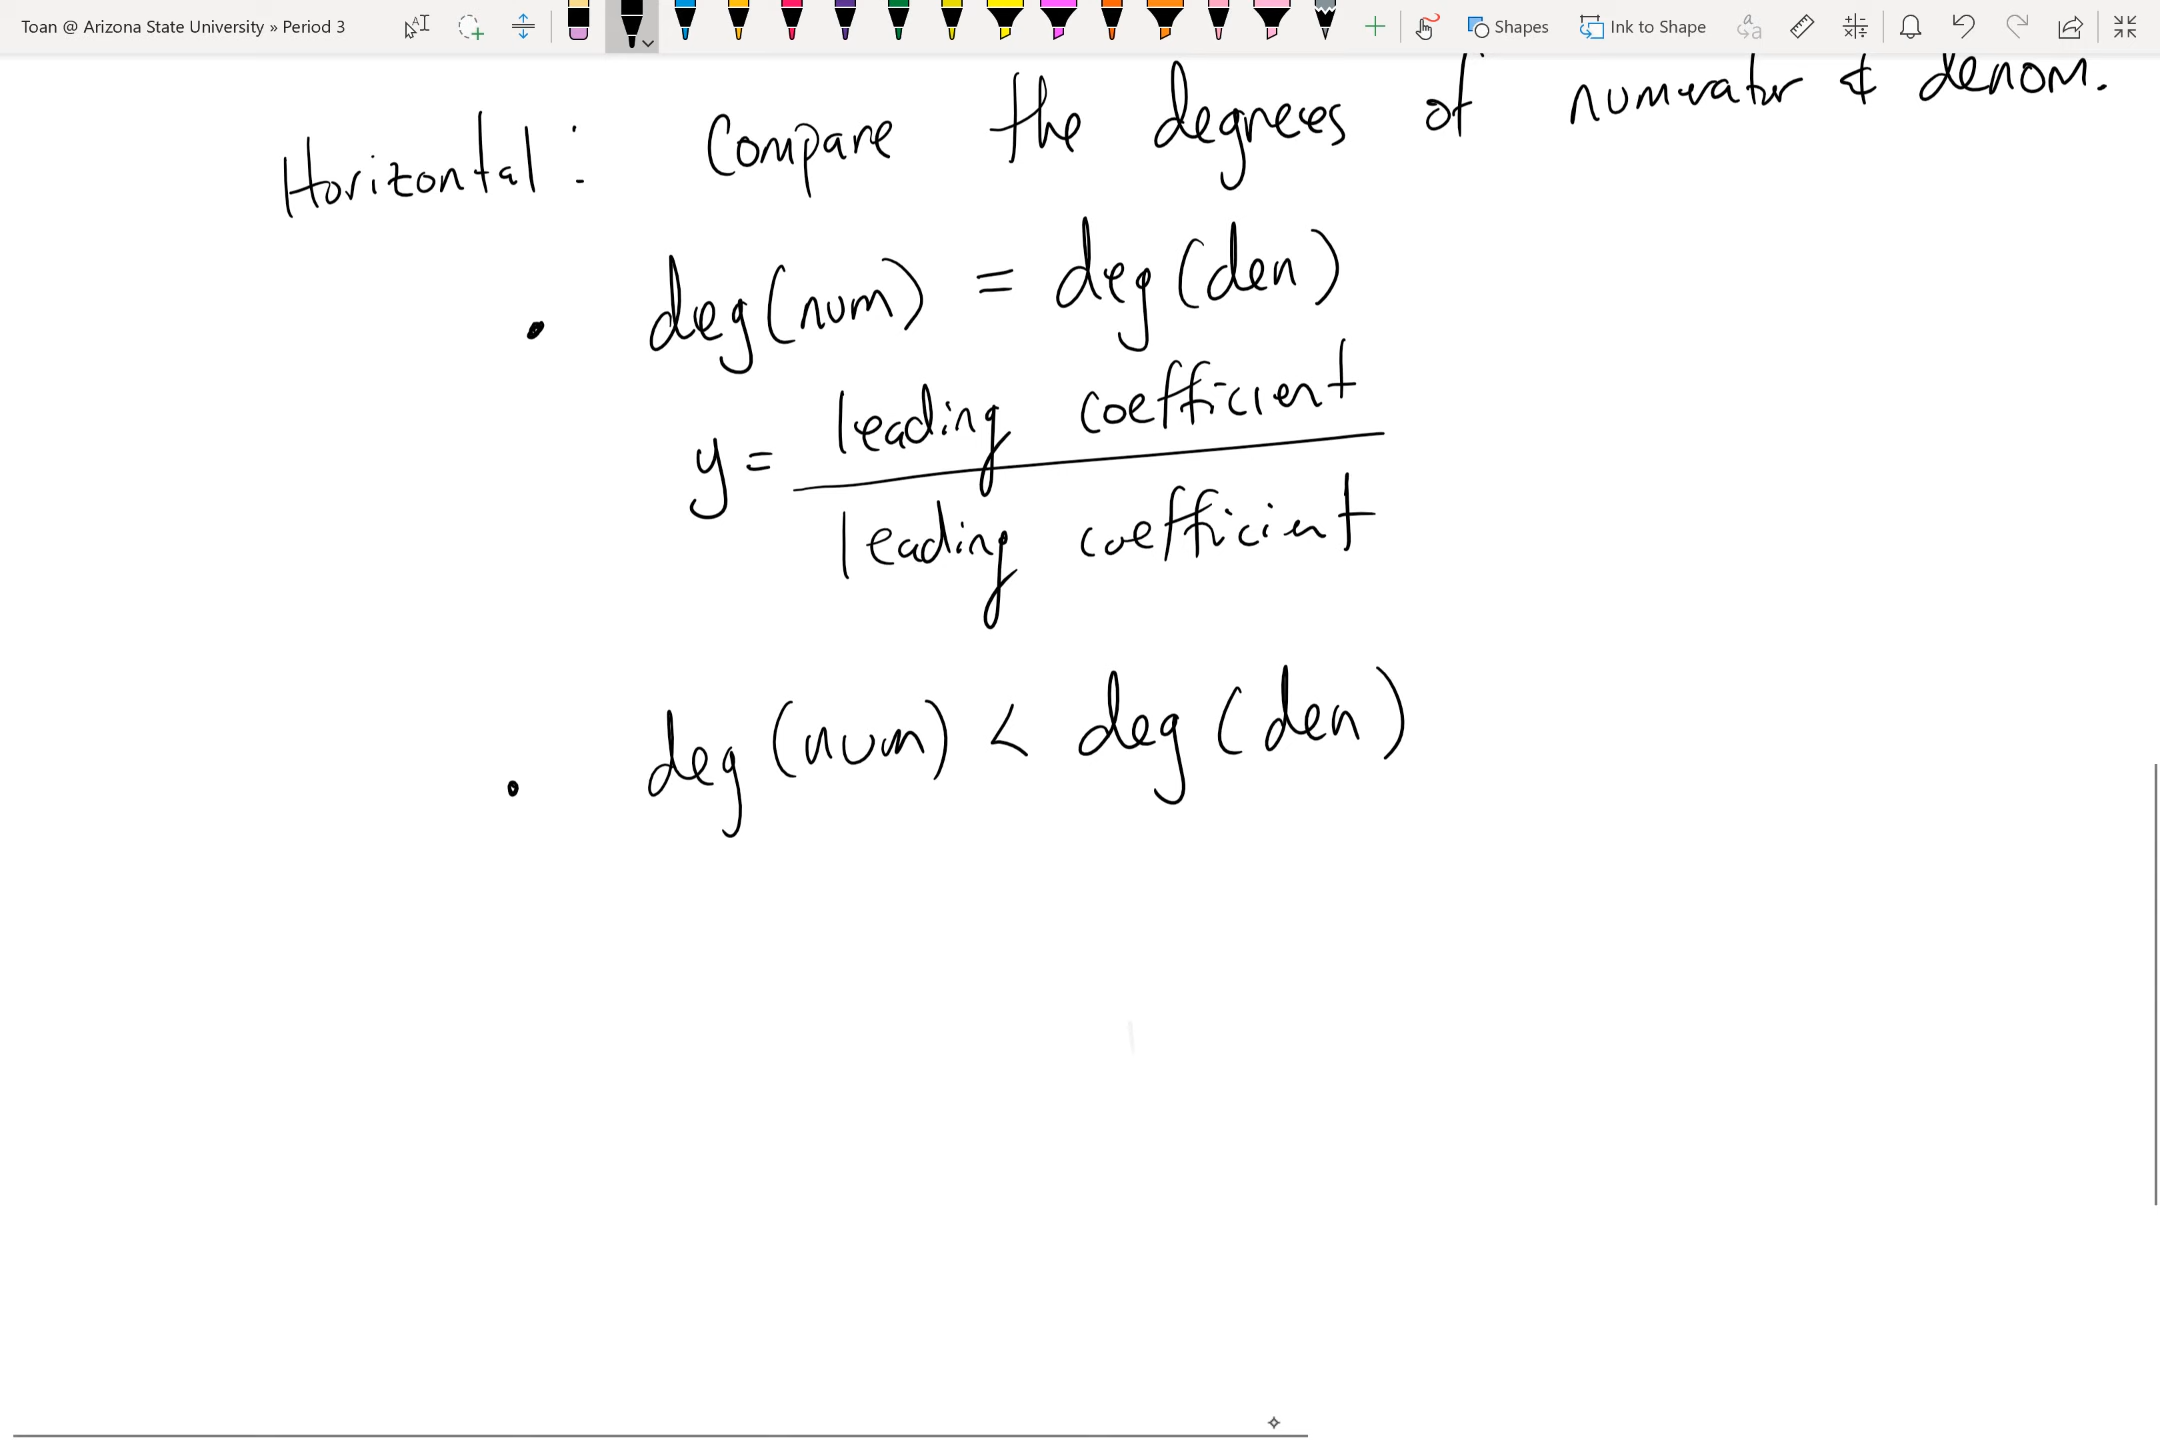 Toan @ Arizona State University » Period 3 Shapes Ink to Shape
Horizontal: Compare the degrees of numerator & denom.
• deg(num) = deg(den)
y = leading coefficient
leading coefficient
• deg(num) < deg(den)